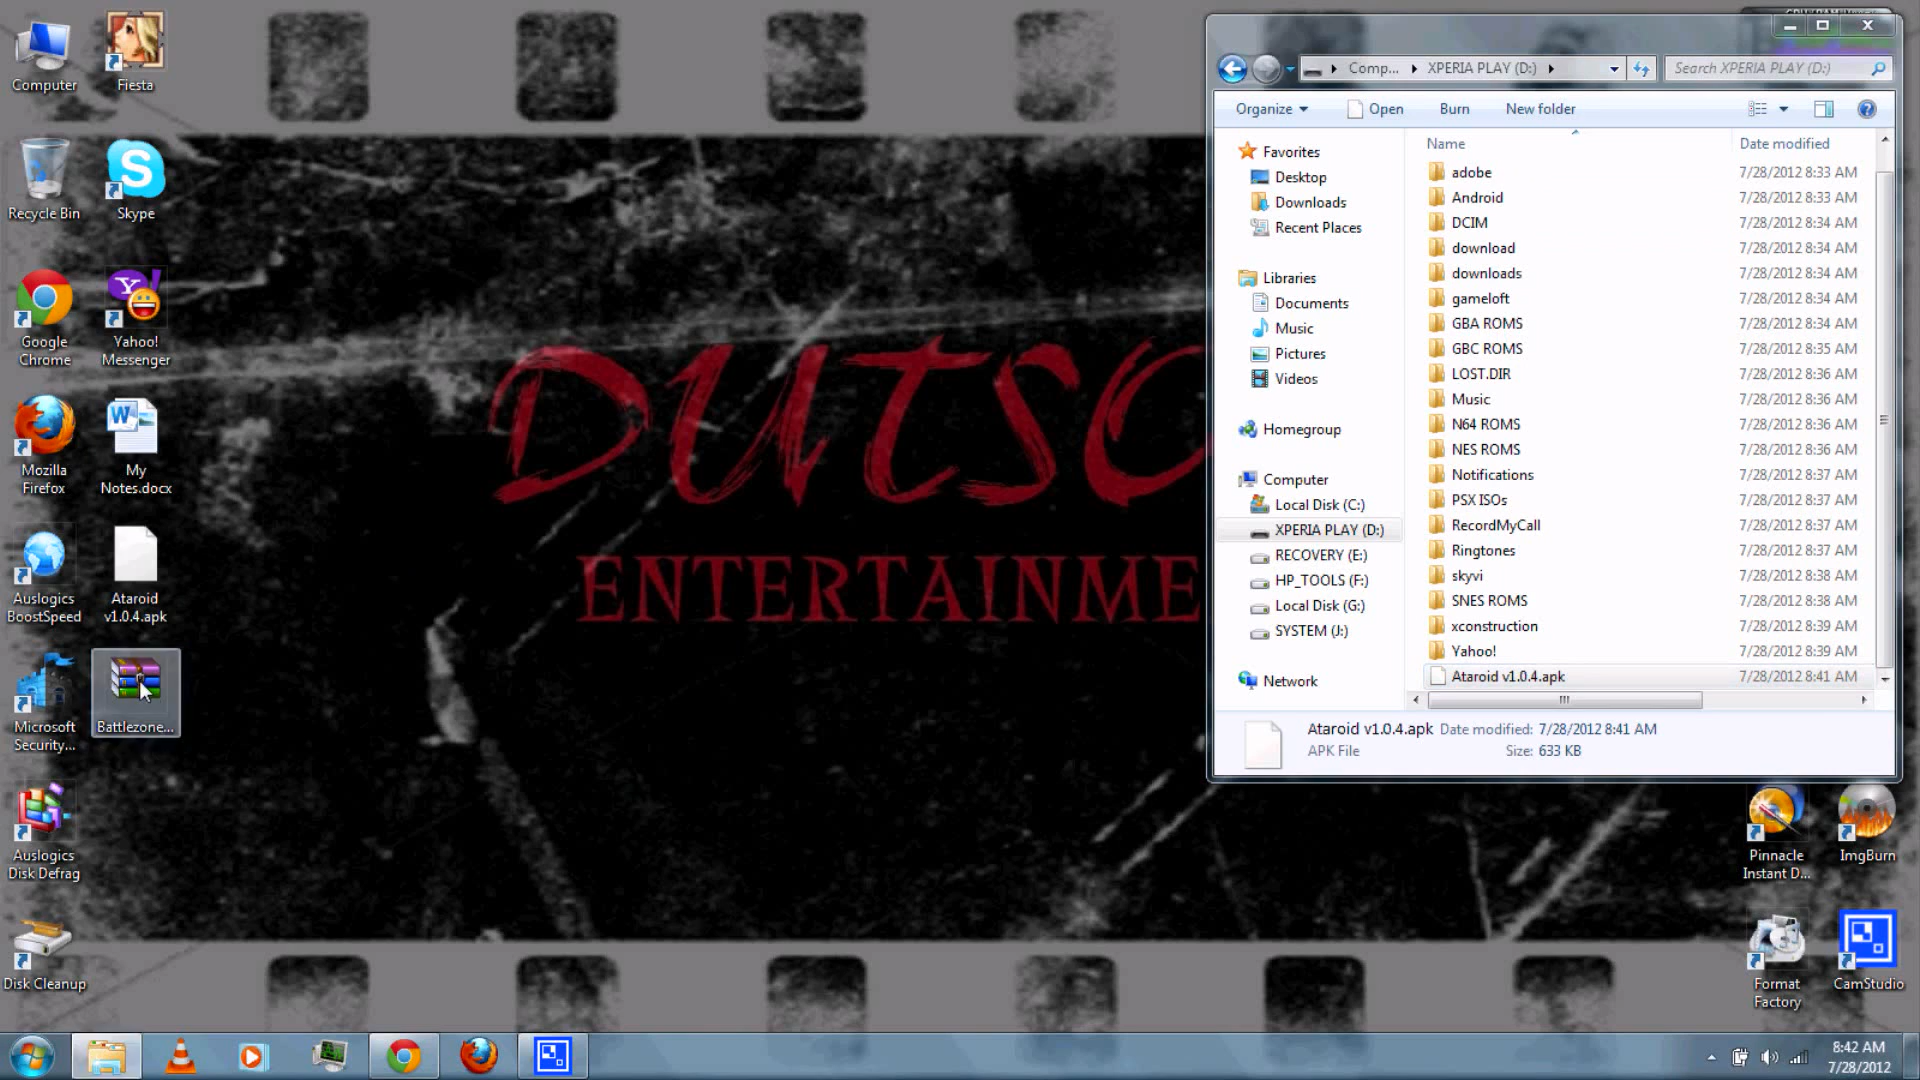 Computer
Fiesta
Recycle Bin
Skype
Google
Chrome
Yahoo!
Messenger
Mozilla
Firefox
My
Notes.docx
Auslogics
BoostSpeed
Ataroid
v1.0.4.apk
Microsoft
Security...
Battlezone...
Auslogics
Disk Defrag
Disk Cleanup
DUTSC
ENTERTAINME
Comp... XPERIA PLAY (D:)
Search XPERIA PLAY (D:)
Organize Open Burn New folder
Favorites
Desktop
Downloads
Recent Places
Libraries
Documents
Music
Pictures
Videos
Homegroup
Computer
Local Disk (C:)
XPERIA PLAY (D:)
RECOVERY (E:)
HP_TOOLS (F:)
Local Disk (G:)
SYSTEM (J:)
Network
Name Date modified
adobe 7/28/2012 8:33 AM
Android 7/28/2012 8:33 AM
DCIM 7/28/2012 8:34 AM
download 7/28/2012 8:34 AM
downloads 7/28/2012 8:34 AM
gameloft 7/28/2012 8:34 AM
GBA ROMS 7/28/2012 8:34 AM
GBC ROMS 7/28/2012 8:35 AM
LOST.DIR 7/28/2012 8:36 AM
Music 7/28/2012 8:36 AM
N64 ROMS 7/28/2012 8:36 AM
NES ROMS 7/28/2012 8:36 AM
Notifications 7/28/2012 8:37 AM
PSX ISOs 7/28/2012 8:37 AM
RecordMyCall 7/28/2012 8:37 AM
Ringtones 7/28/2012 8:37 AM
skyvi 7/28/2012 8:38 AM
SNES ROMS 7/28/2012 8:38 AM
xconstruction 7/28/2012 8:39 AM
Yahoo! 7/28/2012 8:39 AM
Ataroid v1.0.4.apk 7/28/2012 8:41 AM
Ataroid v1.0.4.apk Date modified: 7/28/2012 8:41 AM
APK File Size: 633 KB
Pinnacle
Instant D...
ImgBurn
Format
Factory
CamStudio
8:42 AM
7/28/2012